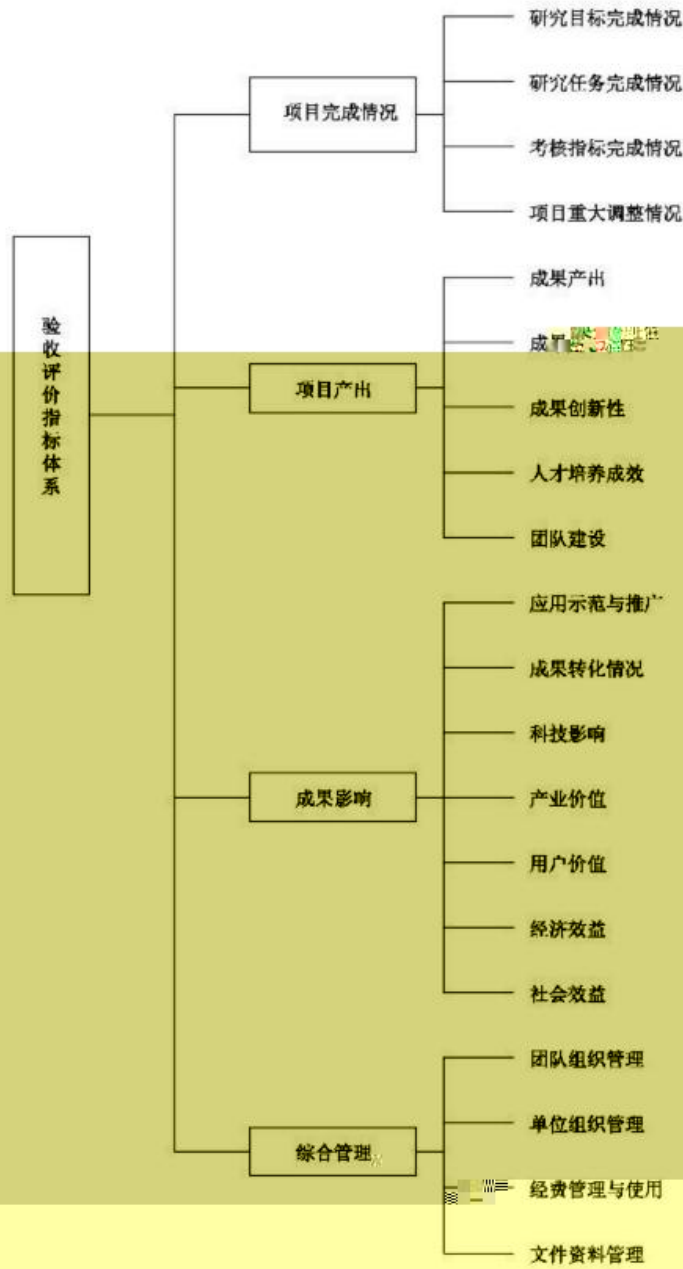 验收评价指标体系
项目完成情况
研究目标完成情况
研究任务完成情况
考核指标完成情况
项目重大调整情况
项目产出
成果产出
成果
成果创新性
人才培养成效
团队建设
成果影响
应用示范与推广
成果转化情况
科技影响
产业价值
用户价值
经济效益
社会效益
综合管理
团队组织管理
单位组织管理
经费管理与使用
文件资料管理